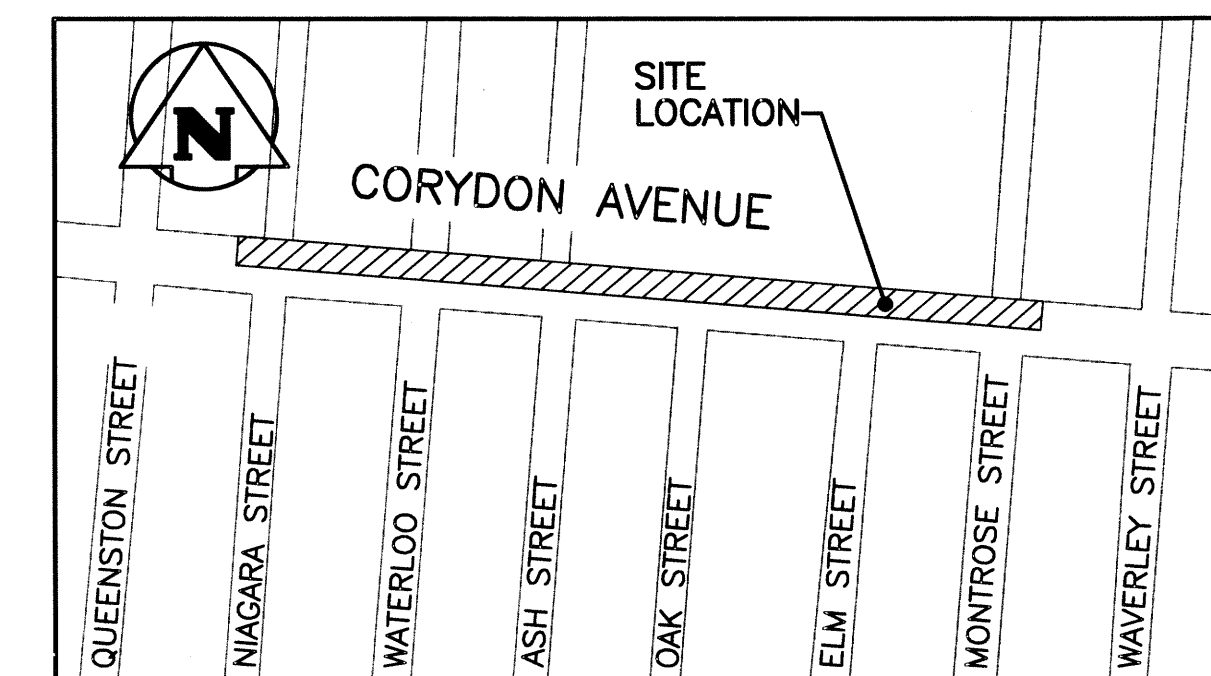 N
SITE
LOCATION
CORYDON AVENUE
QUEENSTON STREET
NIAGARA STREET
WATERLOO STREET
ASH STREET
OAK STREET
ELM STREET
MONTROSE STREET
WAVERLEY STREET